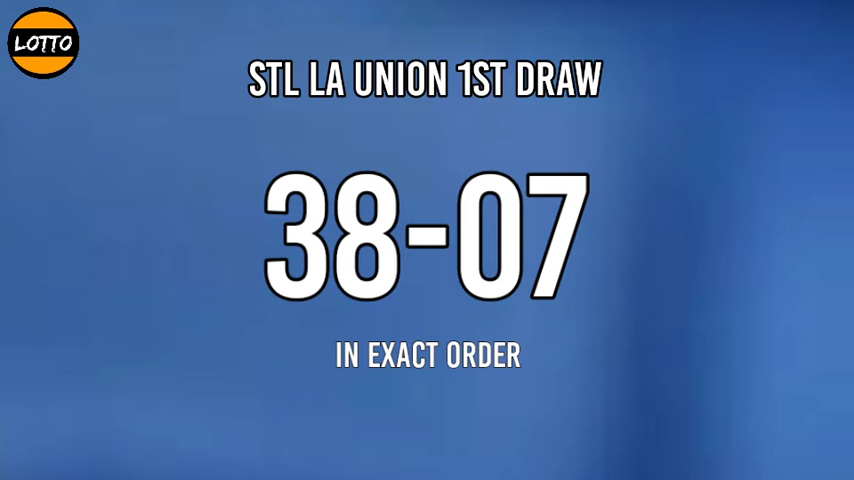 LOTTO
STL LA UNION 1ST DRAW
38-07
IN EXACT ORDER